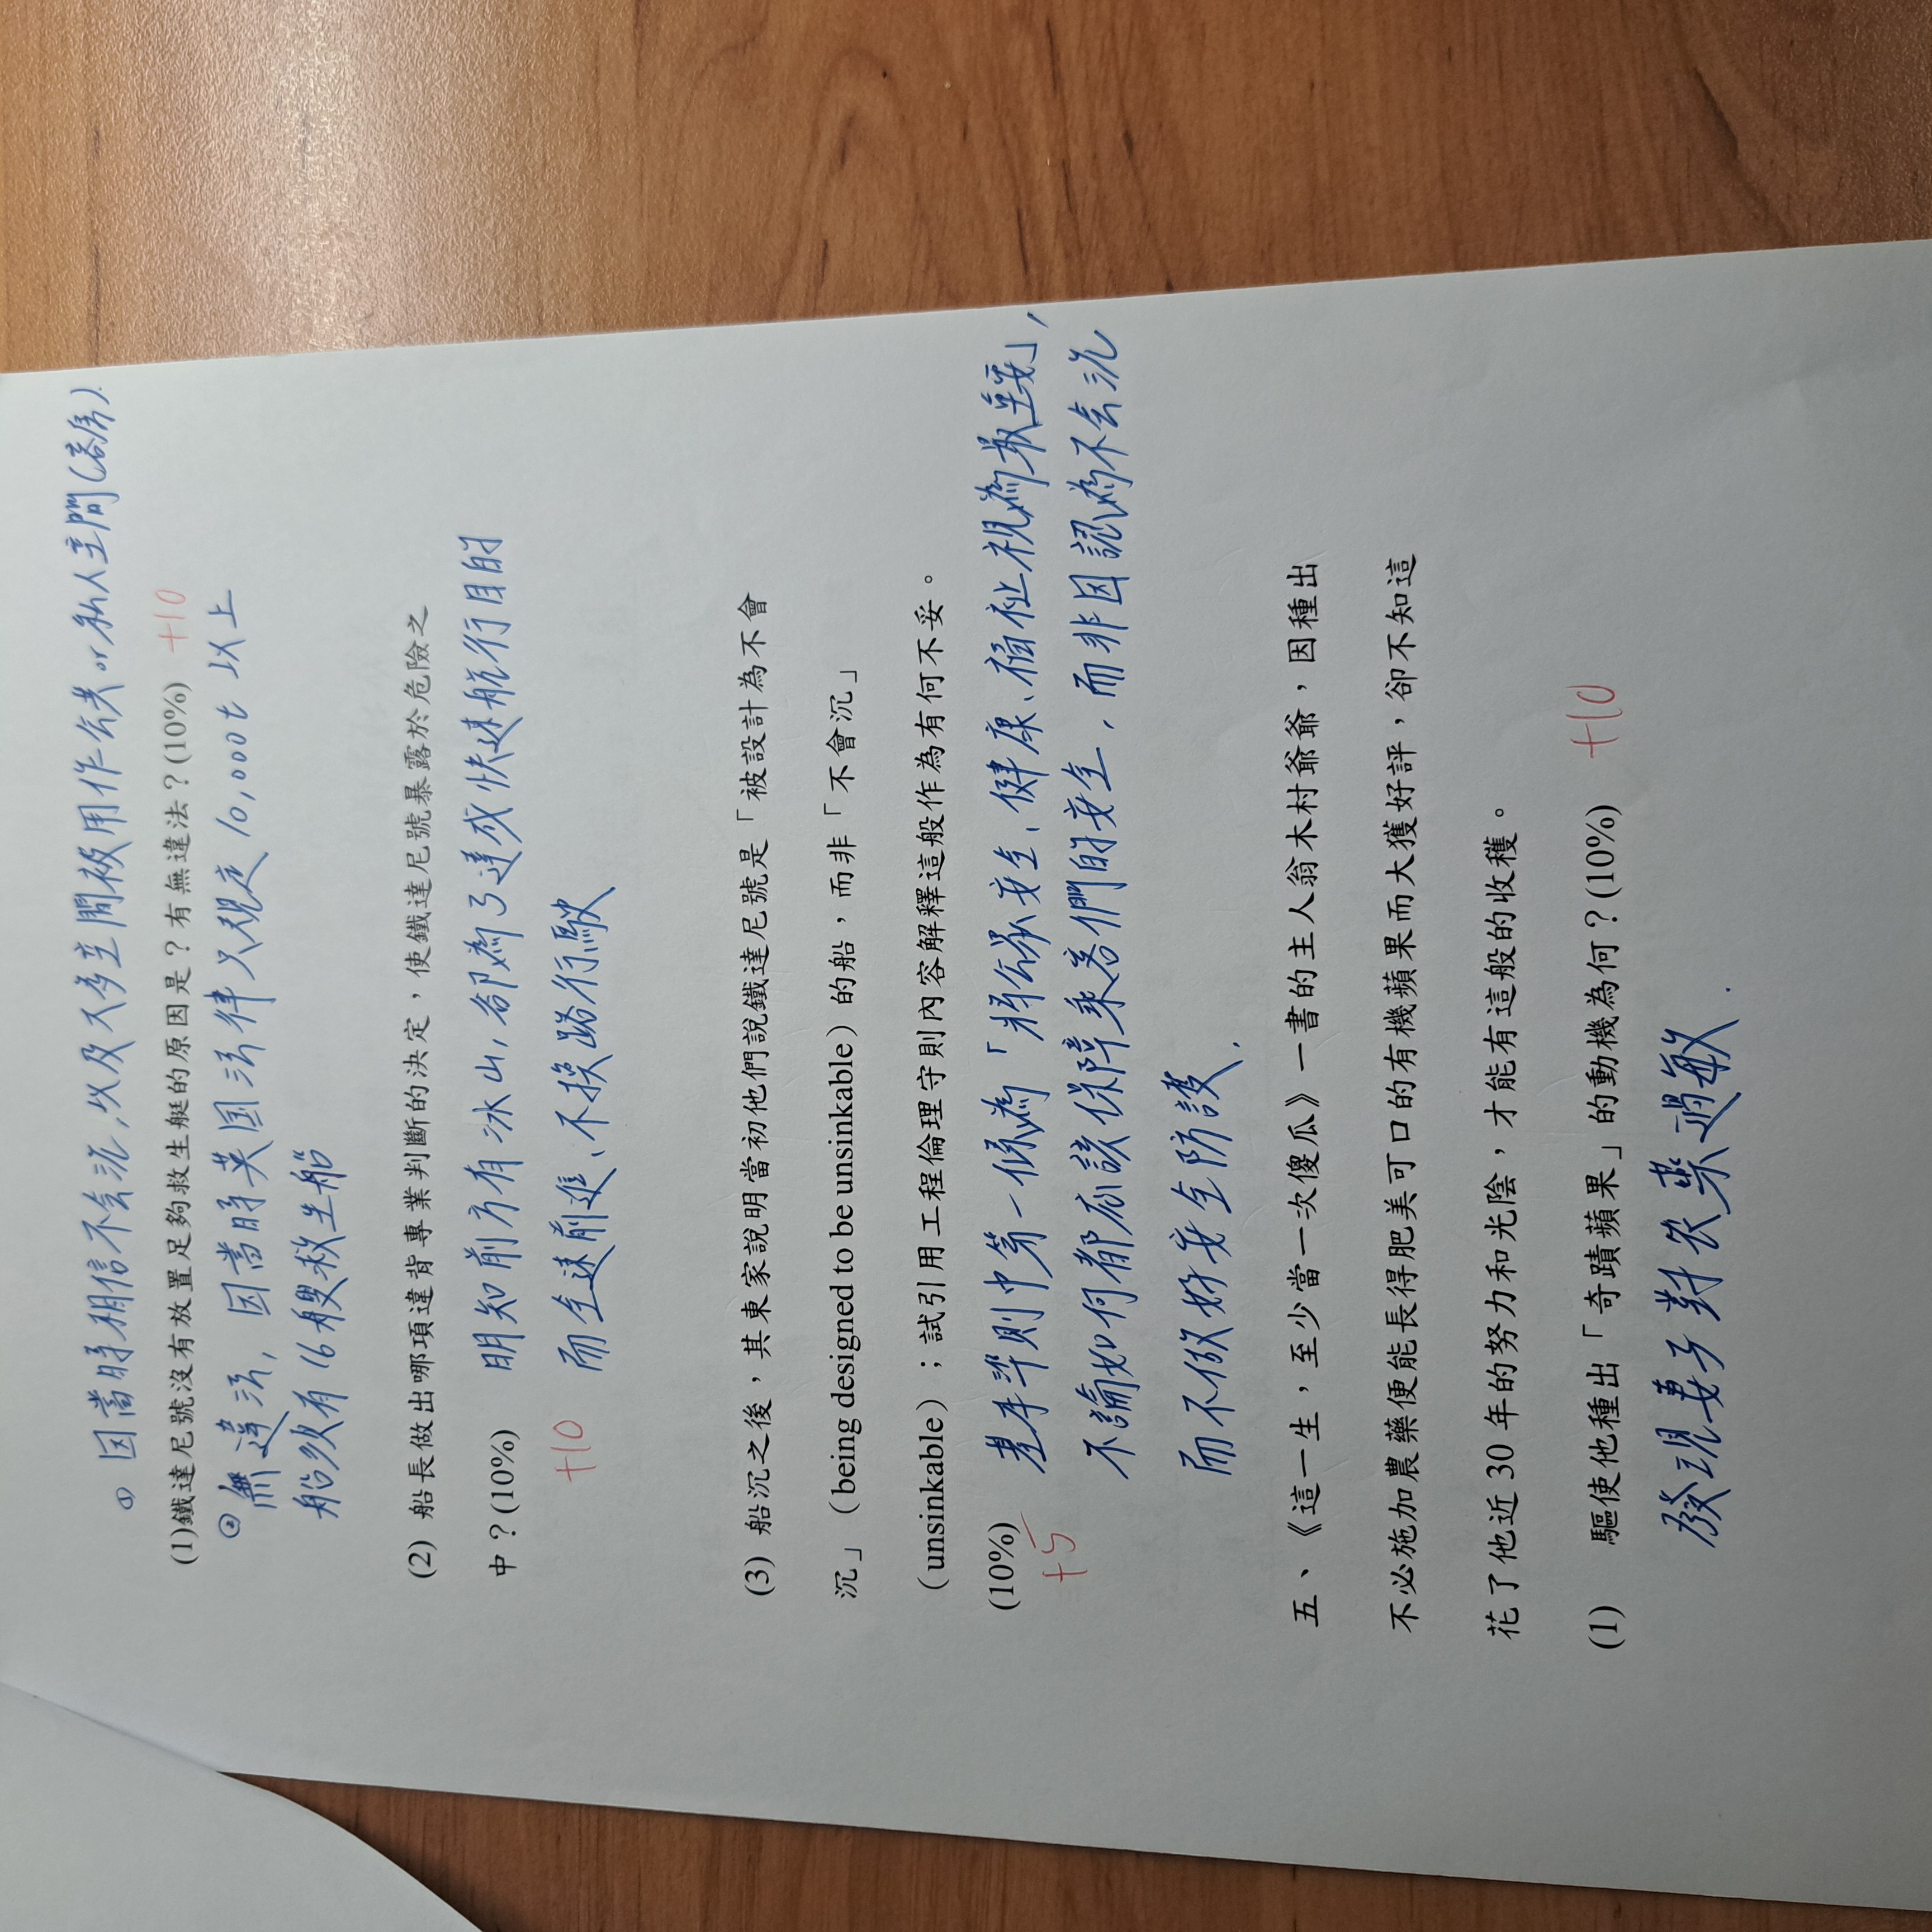 ① 因當時相信不会沉,以及大多空間被用作公共or私人空間(客房).
(1)鐵達尼號沒有放置足夠救生艇的原因是？有無違法？(10%) +10
② 無違法, 因當時英国法律只規定 10,000t 以上
船須有16艘救生船
(2) 船長做出哪項違背專業判斷的決定，使鐵達尼號暴露於危險之
中？(10%) 明知前方有冰山, 卻為了達成快速航行目的
+10 而全速前進、不換路行駛
(3) 船沉之後，其東家說明當初他們說鐵達尼號是「被設計為不會
沉」（being designed to be unsinkable）的船，而非「不會沉」
（unsinkable）；試引用工程倫理守則內容解釋這般作為有何不妥。
(10%) 基本準則中第一條為「將公眾安全、健康、福祉視為最重要」,
+5 不論如何都應該保障乘客們的安全, 而非因認為不会沉
而不做好安全防護.
五、《這一生，至少當一次傻瓜》一書的主人翁木村爺爺，因種出
不必施加農藥便能長得肥美可口的有機蘋果而大獲好評，卻不知這
花了他近 30 年的努力和光陰，才能有這般的收穫。
(1) 驅使他種出「奇蹟蘋果」的動機為何？(10%) +10
發現妻子對农藥過敏.